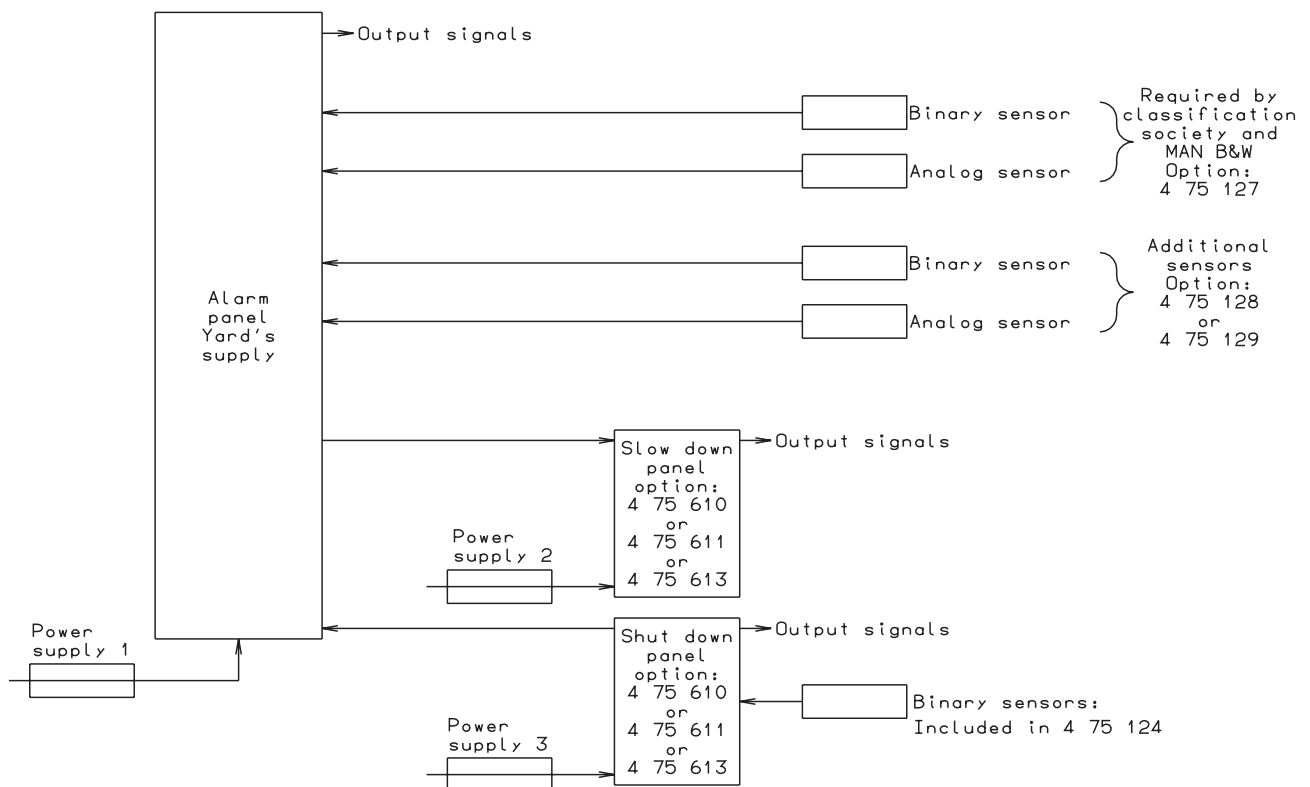 Output signals
Binary sensor
Analog sensor
Required by
classification
society and
MAN B&W
Option:
4 75 127
Binary sensor
Analog sensor
Additional
sensors
Option:
4 75 128
or
4 75 129
Alarm
panel
Yard's
supply
Slow down
panel
option:
4 75 610
or
4 75 611
or
4 75 613
Output signals
Power
supply 2
Power
supply 1
Shut down
panel
option:
4 75 610
or
4 75 611
or
4 75 613
Output signals
Binary sensors:
Included in 4 75 124
Power
supply 3